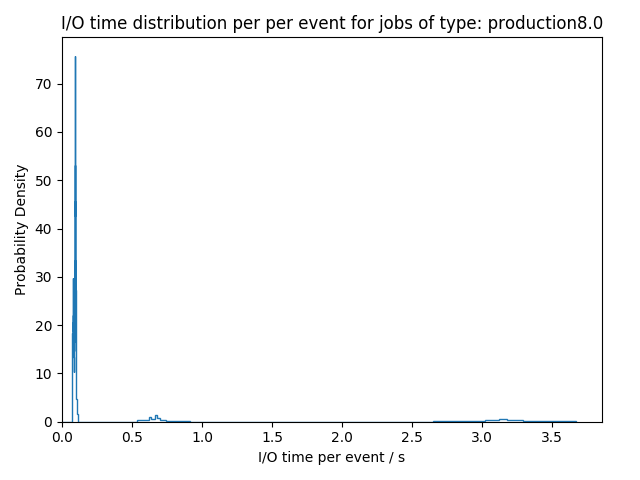 I/O time distribution per per event for jobs of type: production8.0
Probability Density
70
60
50
40
30
20
10
0
0.0 0.5 1.0 1.5 2.0 2.5 3.0 3.5
I/O time per event / s